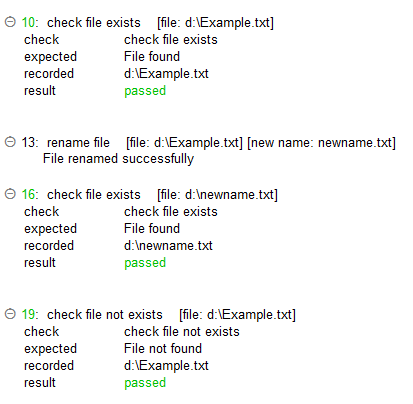 10: check file exists [file: d:\Example.txt]
check check file exists
expected File found
recorded d:\Example.txt
result passed
13: rename file [file: d:\Example.txt] [new name: newname.txt]
File renamed successfully
16: check file exists [file: d:\newname.txt]
check check file exists
expected File found
recorded d:\newname.txt
result passed
19: check file not exists [file: d:\Example.txt]
check check file not exists
expected File not found
recorded d:\Example.txt
result passed